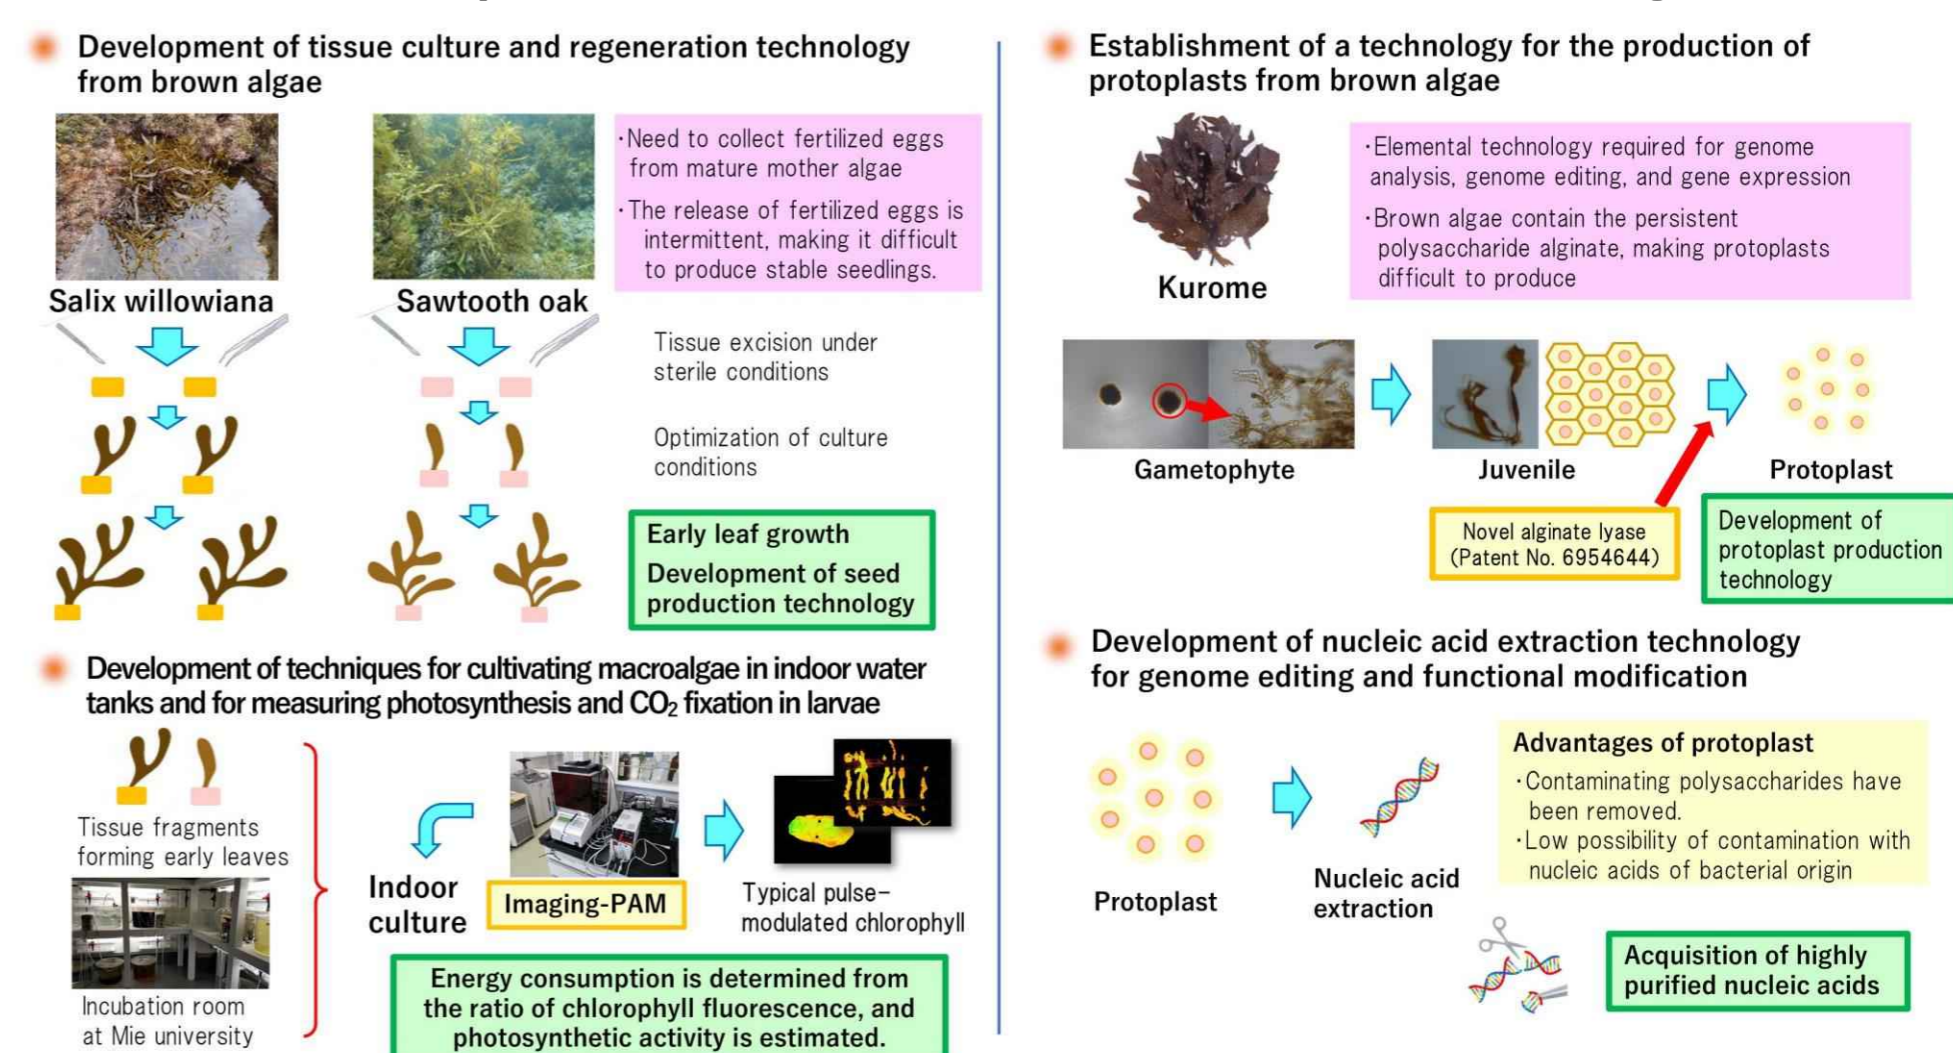 Development of tissue culture and regeneration technology
from brown algae
·Need to collect fertilized eggs
from mature mother algae
·The release of fertilized eggs is
intermittent, making it difficult
to produce stable seedlings.
Salix willowiana
Sawtooth oak
Tissue excision under
sterile conditions
Optimization of culture
conditions
Early leaf growth
Development of seed
production technology
Development of techniques for cultivating macroalgae in indoor water
tanks and for measuring photosynthesis and CO₂ fixation in larvae
Tissue fragments
forming early leaves
Incubation room
at Mie university
Indoor
culture
Imaging-PAM
Typical pulse-
modulated chlorophyll
Energy consumption is determined from
the ratio of chlorophyll fluorescence, and
photosynthetic activity is estimated.
Establishment of a technology for the production of
protoplasts from brown algae
Kurome
·Elemental technology required for genome
analysis, genome editing, and gene expression
·Brown algae contain the persistent
polysaccharide alginate, making protoplasts
difficult to produce
Gametophyte
Juvenile
Protoplast
Novel alginate lyase
(Patent No. 6954644)
Development of
protoplast production
technology
Development of nucleic acid extraction technology
for genome editing and functional modification
Protoplast
Nucleic acid
extraction
Advantages of protoplast
·Contaminating polysaccharides have
been removed.
·Low possibility of contamination with
nucleic acids of bacterial origin
Acquisition of highly
purified nucleic acids